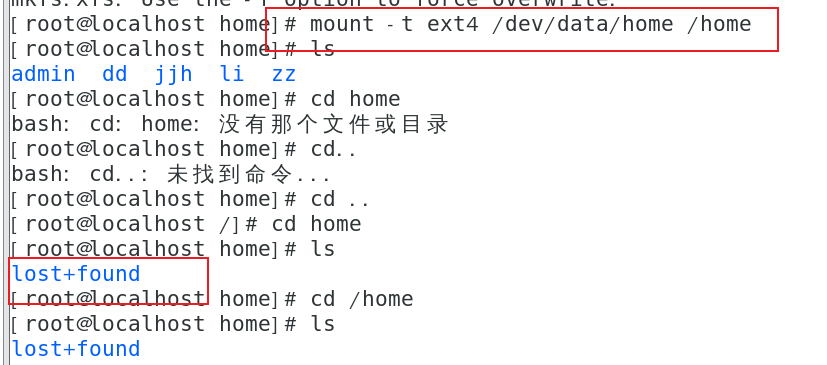 mkfs.xfs: Use the -f option to force overwrite.
[root@localhost home]# mount -t ext4 /dev/data/home /home
[root@localhost home]# ls
admin dd jjh li zz
[root@localhost home]# cd home
bash: cd: home: 没有那个文件或目录
[root@localhost home]# cd..
bash: cd..: 未找到命令...
[root@localhost home]# cd ..
[root@localhost /]# cd home
[root@localhost home]# ls
lost+found
[root@localhost home]# cd /home
[root@localhost home]# ls
lost+found